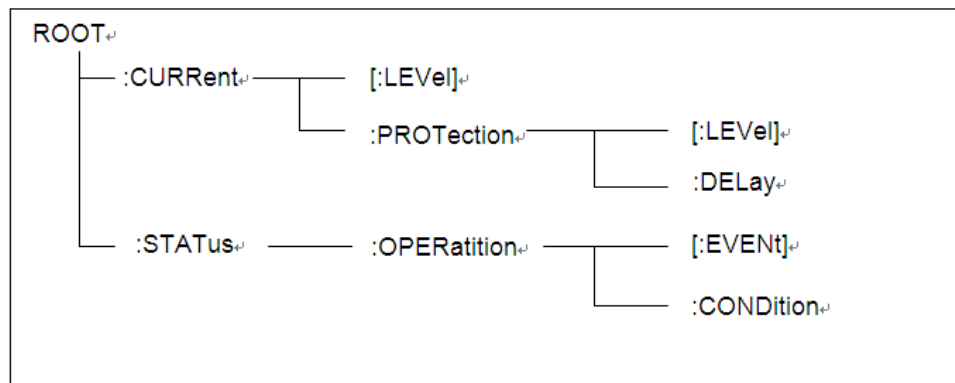 ROOT↵
:CURRent↵ [:LEVel]↵
:PROTection↵ [:LEVel]↵
:DELay↵
:STATus↵ :OPERatition↵ [:EVENt]↵
:CONDition↵